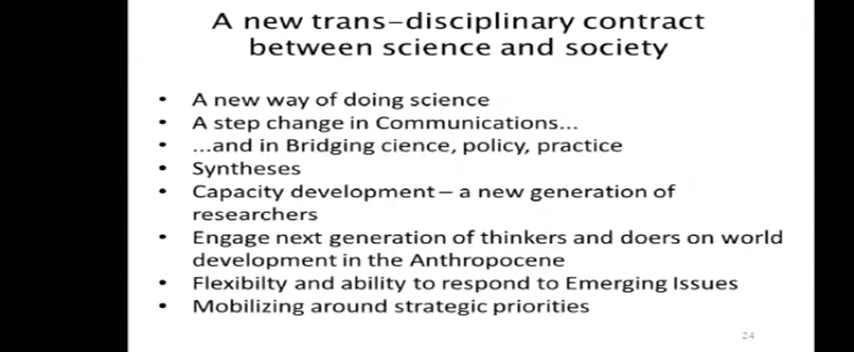 A new trans-disciplinary contract
between science and society
• A new way of doing science
• A step change in Communications...
• ...and in Bridging cience, policy, practice
• Syntheses
• Capacity development – a new generation of
researchers
• Engage next generation of thinkers and doers on world
development in the Anthropocene
• Flexibilty and ability to respond to Emerging Issues
• Mobilizing around strategic priorities
24